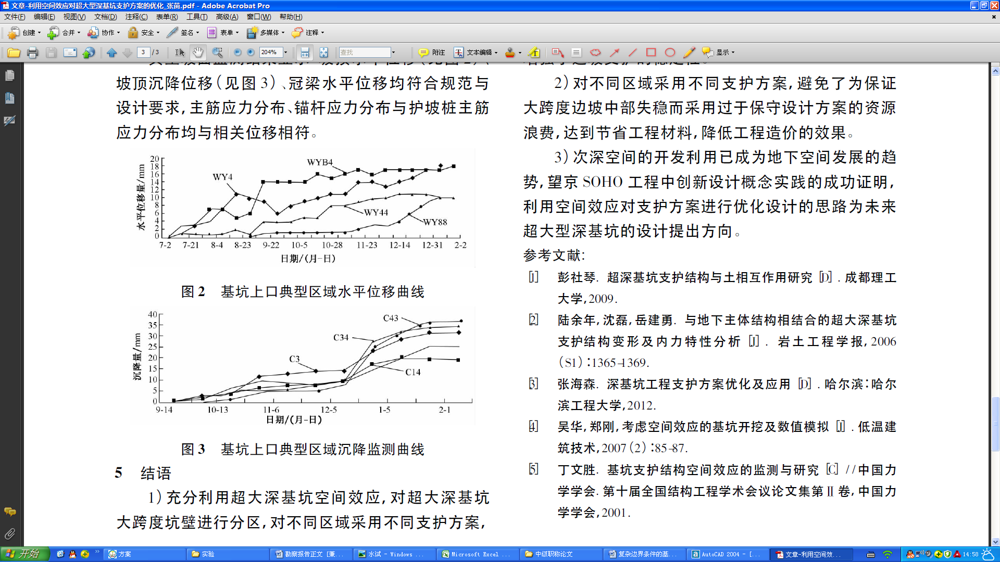 文章-利用空间效应对超大型深基坑支护方案的优化_张苗.pdf - Adobe Acrobat Pro
文件(F) 编辑(E) 视图(V) 文档(D) 注释(C) 表单(R) 工具(T) 高级(A) 窗口(W) 帮助(H)
创建 合并 协作 安全 签名 表单 多媒体 注释
3 / 3 204% 查找 附注 文本编辑 显示
坡顶沉降位移(见图3)、冠梁水平位移均符合规范与
设计要求,主筋应力分布、锚杆应力分布与护坡桩主筋
应力分布均与相关位移相符。
水平位移量/mm
20
18
16
14
12
10
8
6
4
2
0
WY4
WYB4
WY44
WY88
7-2 7-21 8-4 8-23 9-22 10-5 10-28 11-23 12-14 12-31 2-2
日期/(月-日)
图2 基坑上口典型区域水平位移曲线
沉降量/mm
40
35
30
25
20
15
10
5
0
C43
C34
C3
C14
9-14 10-13 11-6 12-5 1-5 2-1
日期/(月-日)
图3 基坑上口典型区域沉降监测曲线
5 结语
1)充分利用超大深基坑空间效应,对超大深基坑
大跨度坑壁进行分区,对不同区域采用不同支护方案,
2)对不同区域采用不同支护方案,避免了为保证
大跨度边坡中部失稳而采用过于保守设计方案的资源
浪费,达到节省工程材料,降低工程造价的效果。
3)次深空间的开发利用已成为地下空间发展的趋
势,望京SOHO工程中创新设计概念实践的成功证明,
利用空间效应对支护方案进行优化设计的思路为未来
超大型深基坑的设计提出方向。
参考文献:
[1] 彭社琴. 超深基坑支护结构与土相互作用研究[D]. 成都理工
大学,2009.
[2] 陆余年,沈磊,岳建勇. 与地下主体结构相结合的超大深基坑
支护结构变形及内力特性分析[J]. 岩土工程学报,2006
(S1):1365-1369.
[3] 张海森. 深基坑工程支护方案优化及应用[D]. 哈尔滨:哈尔
滨工程大学,2012.
[4] 吴华,郑刚,考虑空间效应的基坑开挖及数值模拟[J]. 低温建
筑技术,2007(2):85-87.
[5] 丁文胜. 基坑支护结构空间效应的监测与研究[C]//中国力
学学会. 第十届全国结构工程学术会议论文集第Ⅱ卷,中国力
学学会,2001.
开始 方案 实验 勘察报告正文 [兼... 水试 - Windows ... Microsoft Excel ... 中级职称论文 复杂边界条件的基... AutoCAD 2004 - [... 文章-利用空间效... 14:58